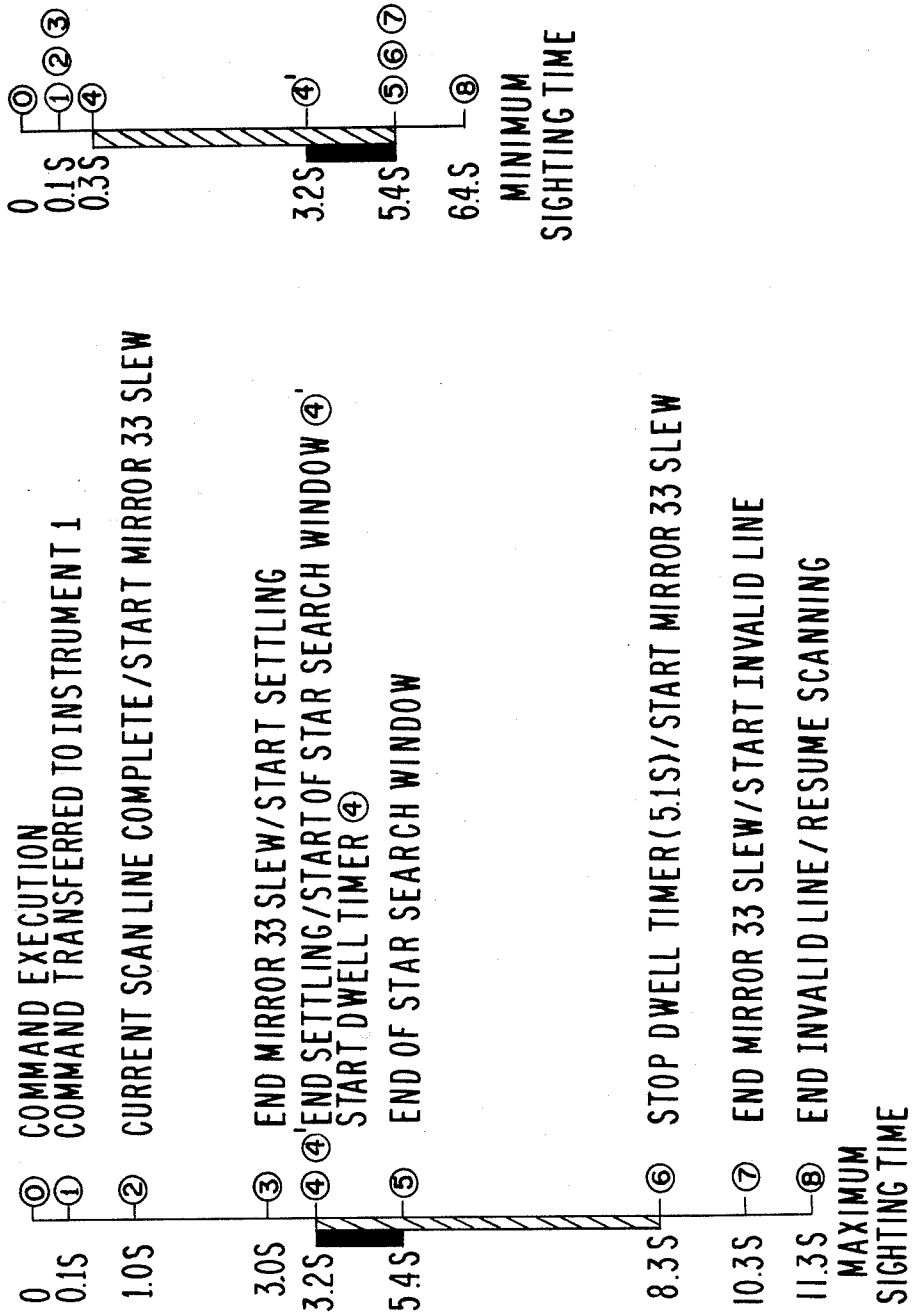 0 ⓪ COMMAND EXECUTION
0.1S ① COMMAND TRANSFERRED TO INSTRUMENT 1
1.0S ② CURRENT SCAN LINE COMPLETE/START MIRROR 33 SLEW
3.0S ③ END MIRROR 33 SLEW/START SETTLING
3.2S ④ ④' END SETTLING/START OF STAR SEARCH WINDOW ④'
START DWELL TIMER ④
5.4S ⑤ END OF STAR SEARCH WINDOW
8.3S ⑥ STOP DWELL TIMER (5.1S)/START MIRROR 33 SLEW
10.3S ⑦ END MIRROR 33 SLEW/START INVALID LINE
11.3S ⑧ END INVALID LINE/RESUME SCANNING
MAXIMUM
SIGHTING TIME
0 ⓪
0.1S ① ② ③
0.3S ④
3.2S ④'
5.4S ⑤ ⑥ ⑦
6.4.S ⑧
MINIMUM
SIGHTING TIME